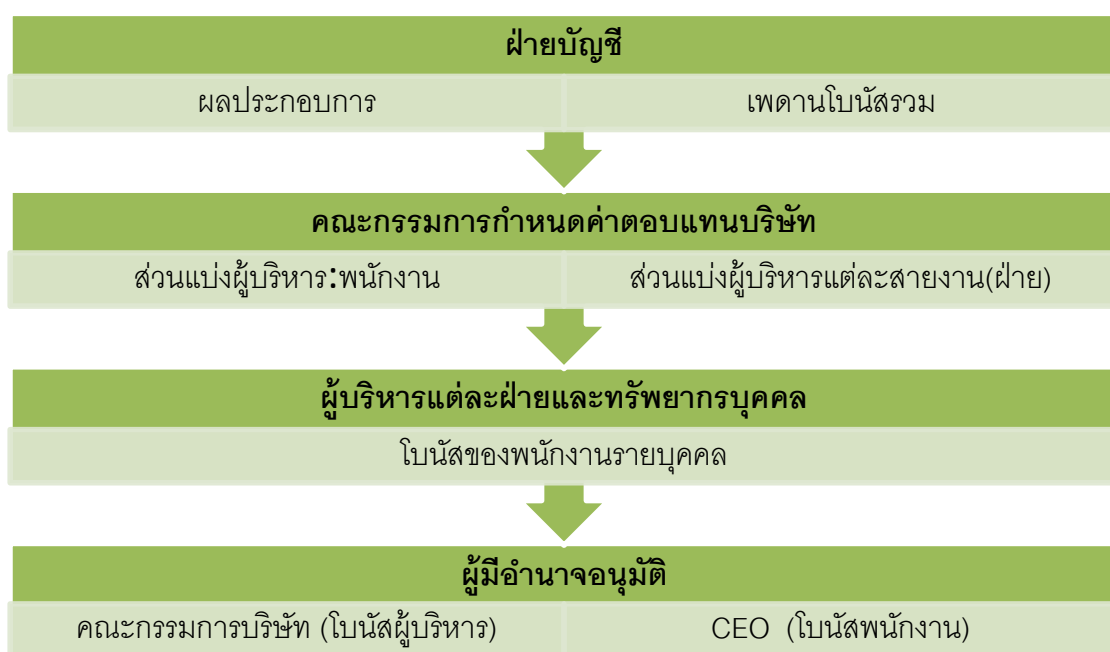 ฝ่ายบัญชี
ผลประกอบการ เพดานโบนัสรวม
คณะกรรมการกำหนดค่าตอบแทนบริษัท
ส่วนแบ่งผู้บริหาร:พนักงาน ส่วนแบ่งผู้บริหารแต่ละสายงาน(ฝ่าย)
ผู้บริหารแต่ละฝ่ายและทรัพยากรบุคคล
โบนัสของพนักงานรายบุคคล
ผู้มีอำนาจอนุมัติ
คณะกรรมการบริษัท (โบนัสผู้บริหาร) CEO (โบนัสพนักงาน)